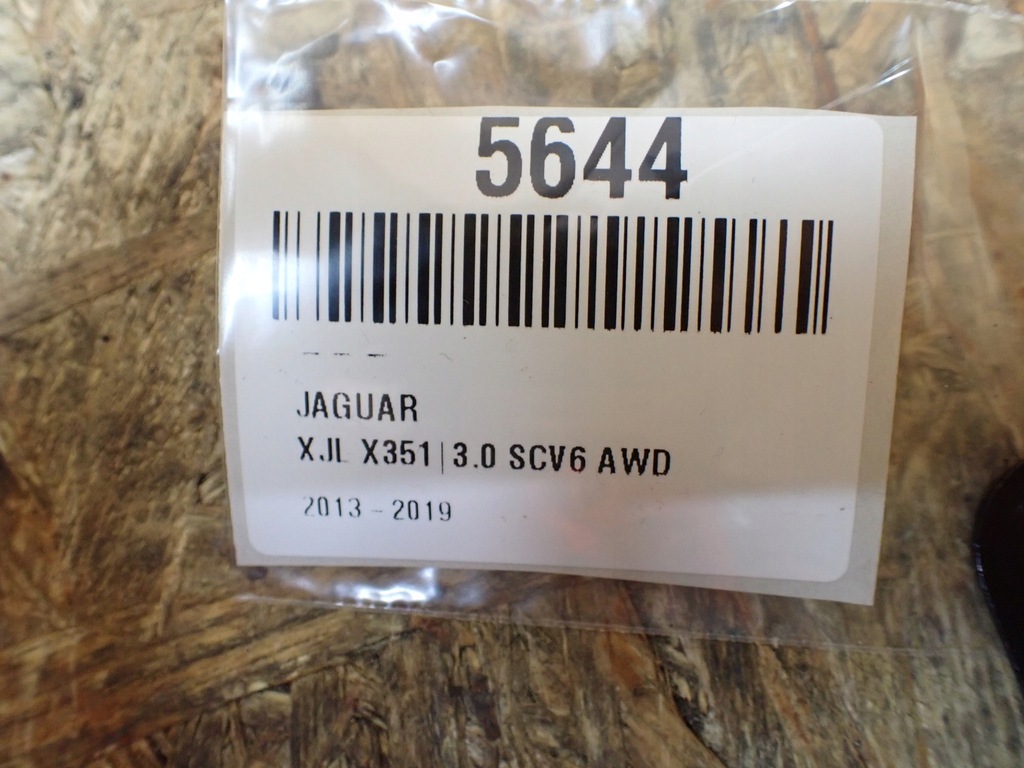 5644
JAGUAR
XJL X351|3.0 SCV6 AWD
2013 - 2019